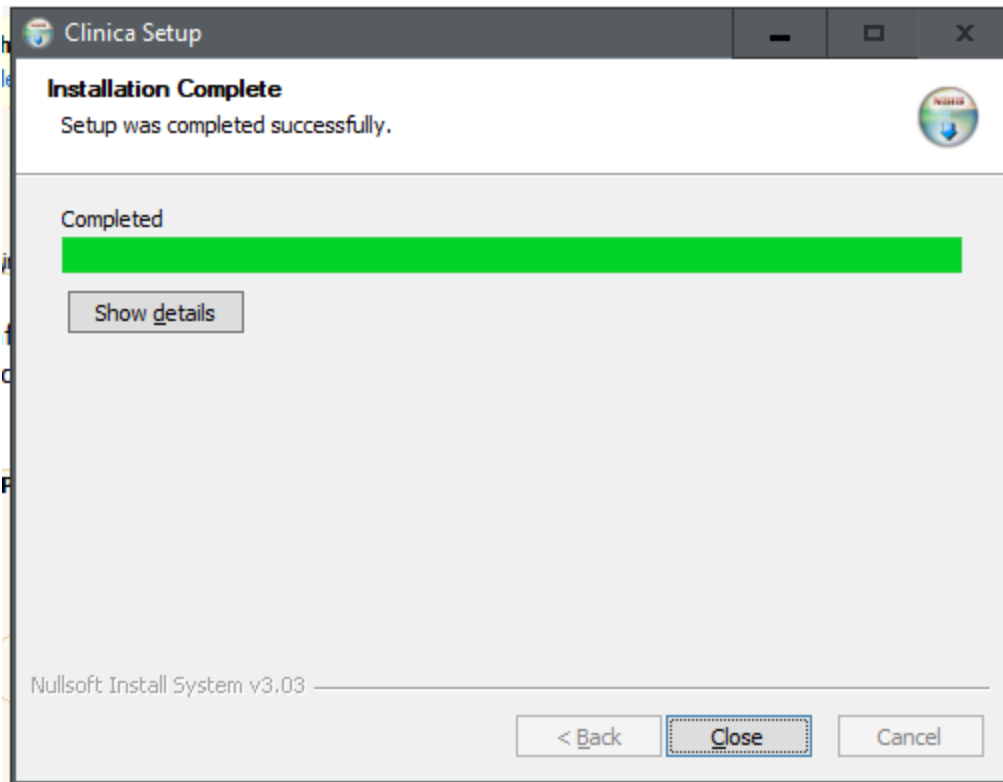 Clinica Setup
Installation Complete
Setup was completed successfully.
Completed
Show details
Nullsoft Install System v3.03
< Back
Close
Cancel